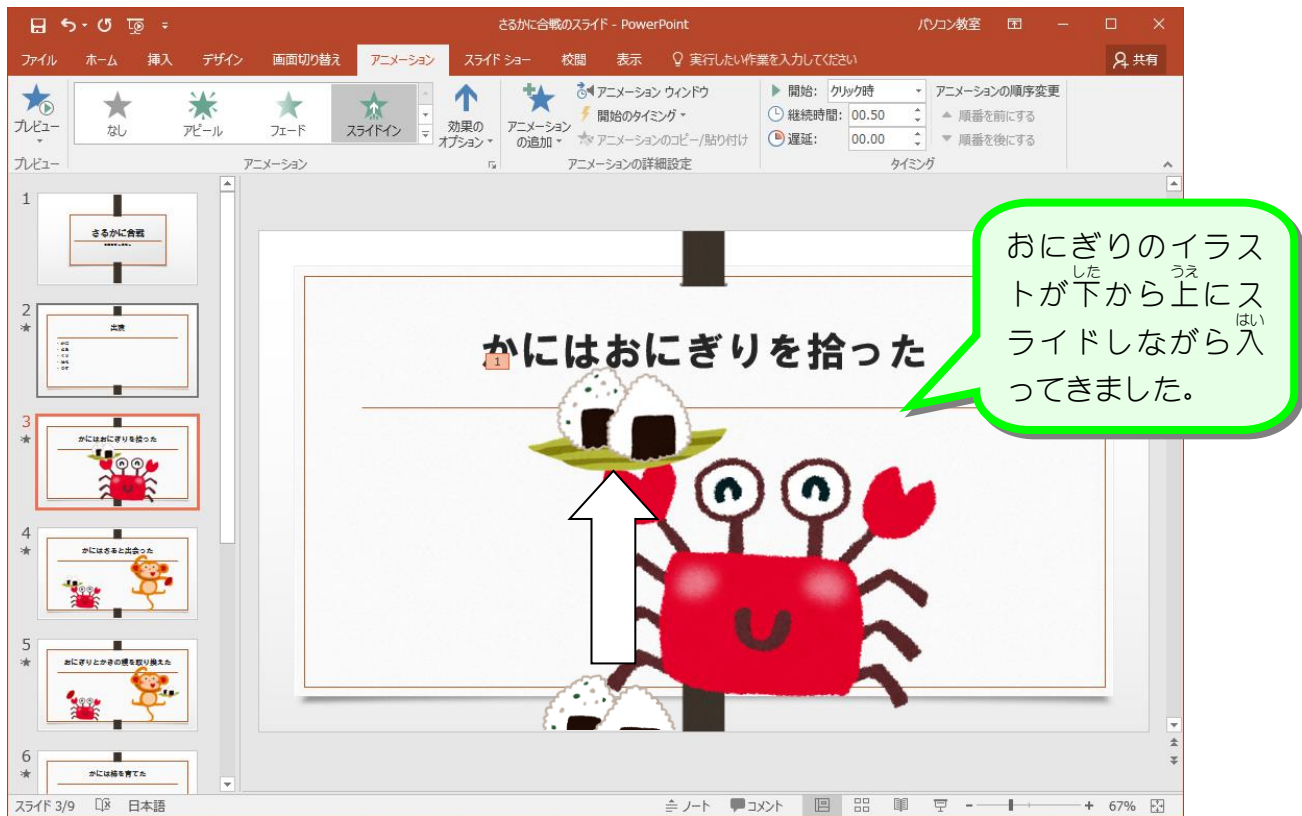 さるかに合戦のスライド - PowerPoint
パソコン教室
ファイル ホーム 挿入 デザイン 画面切り替え アニメーション スライド ショー 校閲 表示 実行したい作業を入力してください 共有
プレビュー
なし
アピール
フェード
スライドイン
効果の
オプション
アニメーション
の追加
アニメーション ウィンドウ
開始のタイミング
アニメーションのコピー/貼り付け
開始: クリック時
継続時間: 00.50
遅延: 00.00
アニメーションの順序変更
順番を前にする
順番を後にする
プレビュー アニメーション アニメーションの詳細設定 タイミング
1
さるかに合戦
2
出演
3
かにはおにぎりを拾った
4
かにはさると出会った
5
おにぎりとかきの種を取り換えた
6
かには柿を育てた
かにはおにぎりを拾った
1
おにぎりのイラス
した うえ
トが下から上にス
はい
ライドしながら入
ってきました。
スライド 3/9 日本語 ノート コメント 67%